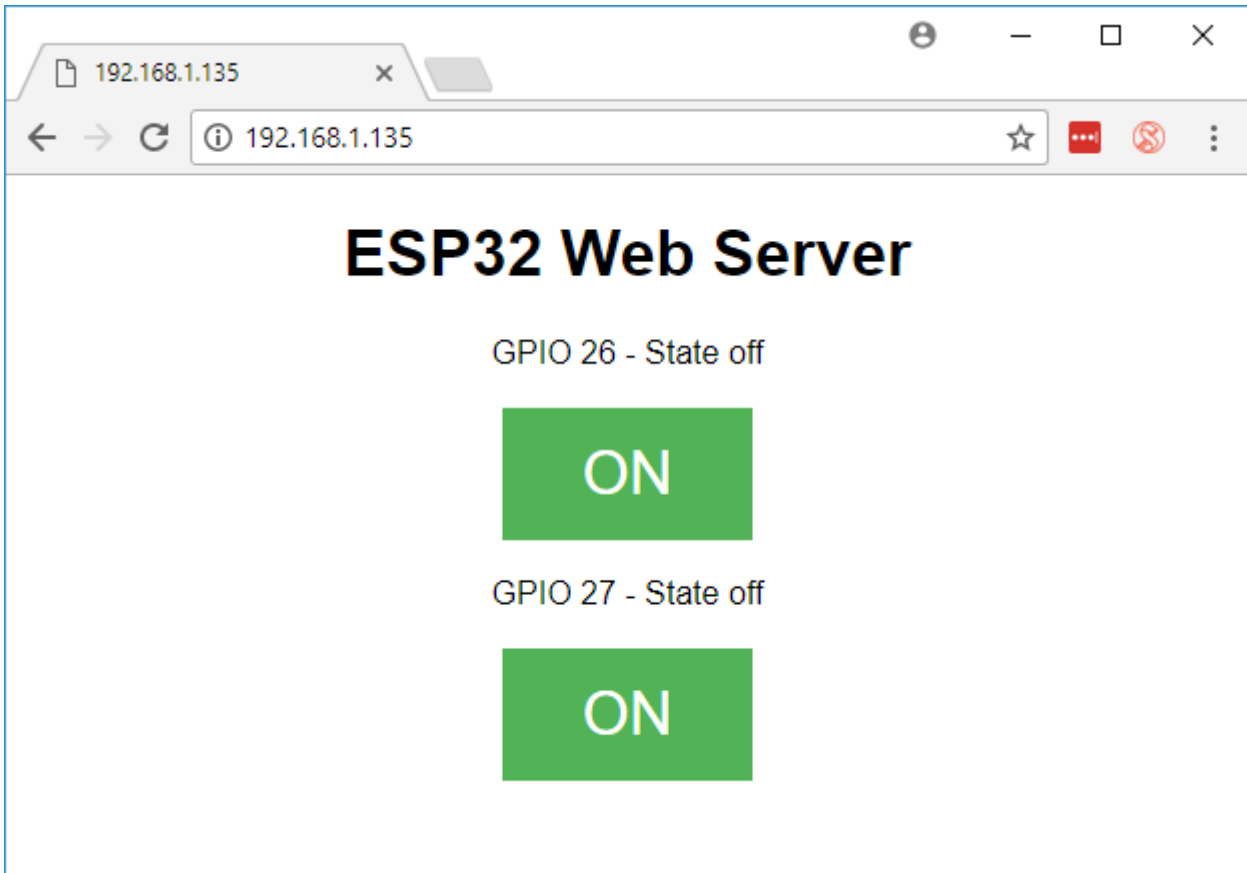 192.168.1.135
192.168.1.135
ESP32 Web Server
GPIO 26 - State off
ON
GPIO 27 - State off
ON